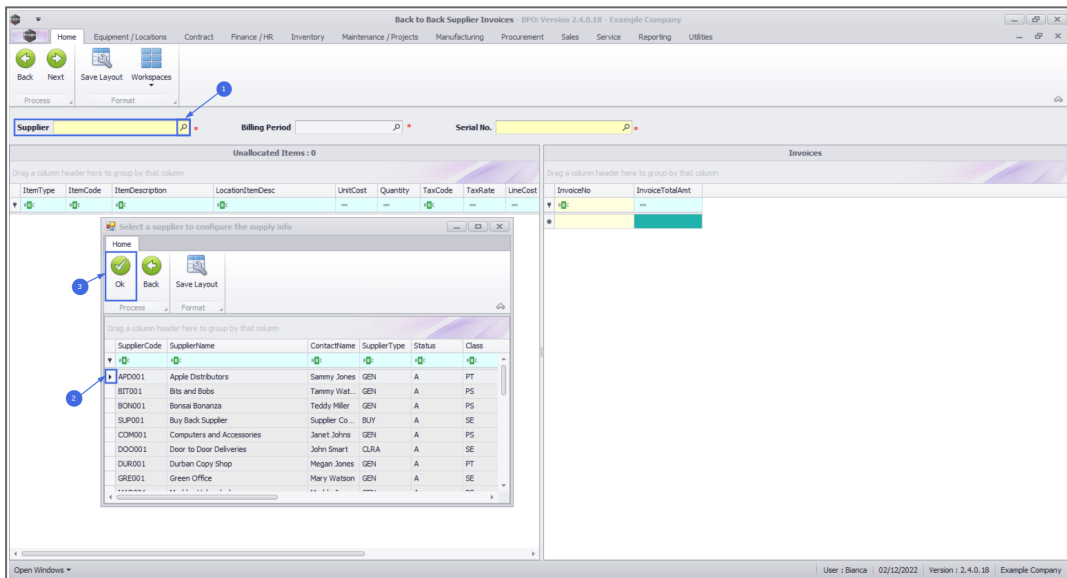 Back to Back Supplier Invoices - BPO: Version 2.4.0.18 - Example Company
Home Equipment / Locations Contract Finance / HR Inventory Maintenance / Projects Manufacturing Procurement Sales Service Reporting Utilities
Back Next Save Layout Workspaces
Process Format
1
Supplier * Billing Period * Serial No. *
Unallocated Items : 0 Invoices
Drag a column header here to group by that column Drag a column header here to group by that column
ItemType ItemCode ItemDescription LocationItemDesc UnitCost Quantity TaxCode TaxRate LineCost InvoiceNo InvoiceTotalAmt
Select a supplier to configure the supply info
Home
3
Ok Back Save Layout
Process Format
Drag a column header here to group by that column
SupplierCode SupplierName ContactName SupplierType Status Class
2
APD001 Apple Distributors Sammy Jones GEN A PT
BIT001 Bits and Bobs Tammy Wat... GEN A PS
BON001 Bonsai Bonanza Teddy Miller GEN A PS
SUP001 Buy Back Supplier Supplier Co... BUY A SE
COM001 Computers and Accessories Janet Johns GEN A PS
DOO001 Door to Door Deliveries John Smart CLRA A SE
DUR001 Durban Copy Shop Megan Jones GEN A PT
GRE001 Green Office Mary Watson GEN A SE
Open Windows User : Bianca 02/12/2022 Version : 2.4.0.18 Example Company